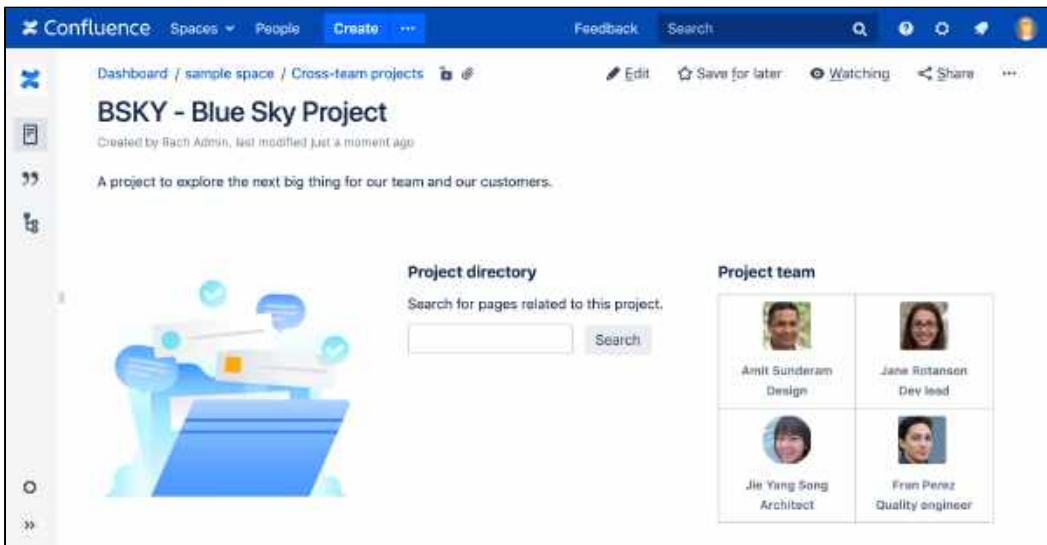 Confluence Spaces People Create ··· Feedback Search
Dashboard / sample space / Cross-team projects Edit Save for later Watching Share ···
BSKY - Blue Sky Project
Created by Rach Admin, last modified just a moment ago
A project to explore the next big thing for our team and our customers.
Project directory
Search for pages related to this project.
Search
Project team
Amit Sunderam
Design
Jane Rotanson
Dev lead
Jie Yang Song
Architect
Fran Perez
Quality engineer